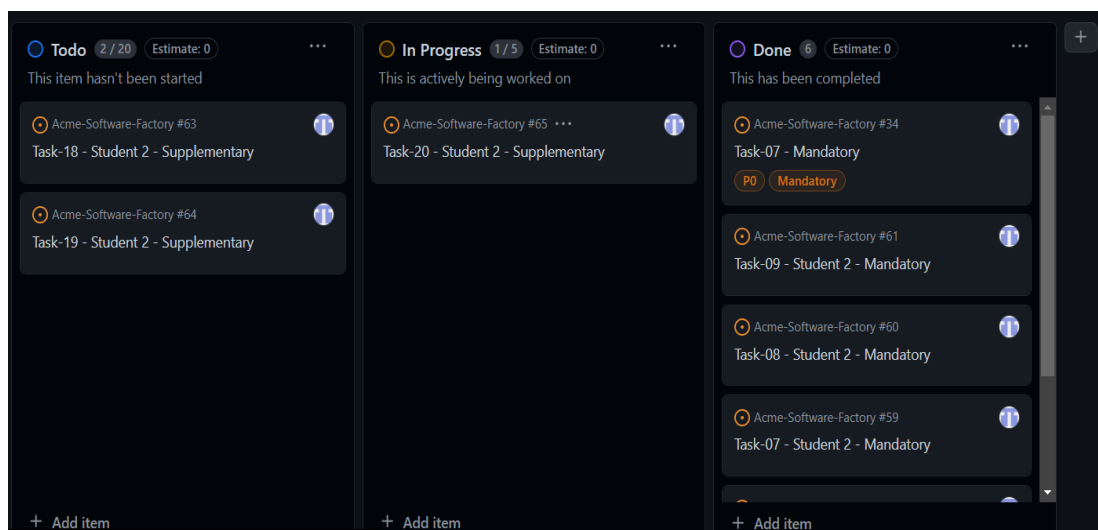 Todo 2 / 20 Estimate: 0 ...
This item hasn't been started
Acme-Software-Factory #63
Task-18 - Student 2 - Supplementary
Acme-Software-Factory #64
Task-19 - Student 2 - Supplementary
+ Add item
In Progress 1 / 5 Estimate: 0 ...
This is actively being worked on
Acme-Software-Factory #65 ...
Task-20 - Student 2 - Supplementary
+ Add item
Done 6 Estimate: 0 ...
This has been completed
Acme-Software-Factory #34
Task-07 - Mandatory
P0 Mandatory
Acme-Software-Factory #61
Task-09 - Student 2 - Mandatory
Acme-Software-Factory #60
Task-08 - Student 2 - Mandatory
Acme-Software-Factory #59
Task-07 - Student 2 - Mandatory
+ Add item
+